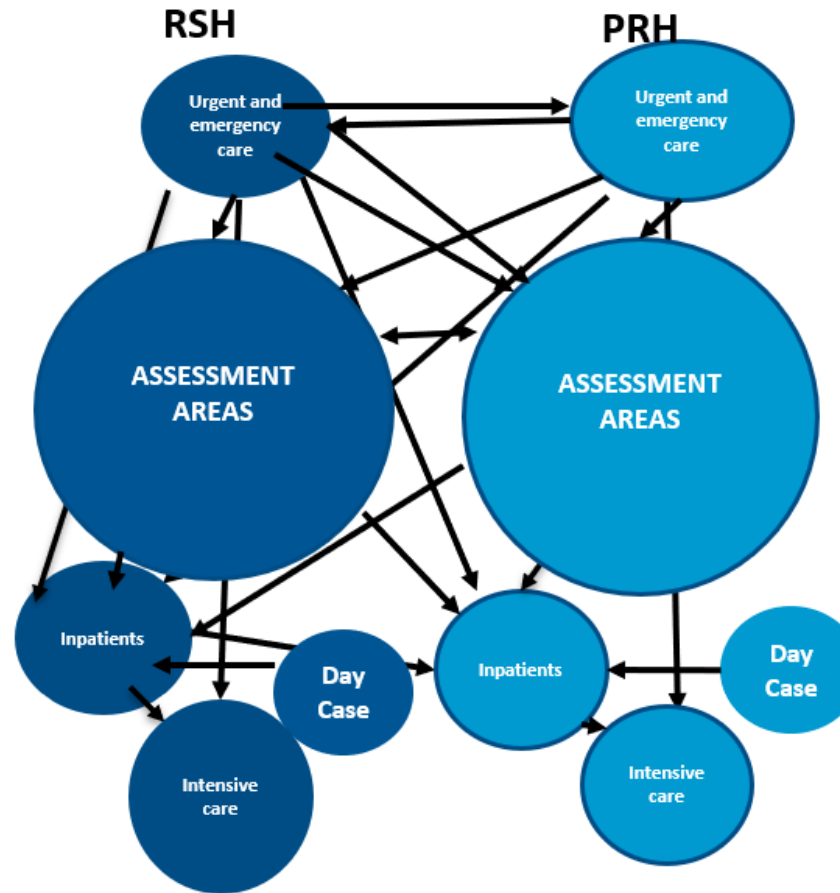 RSH
PRH
Urgent and
emergency
care
Urgent and
emergency
care
ASSESSMENT
AREAS
ASSESSMENT
AREAS
Inpatients
Day
Case
Inpatients
Day
Case
Intensive
care
Intensive
care